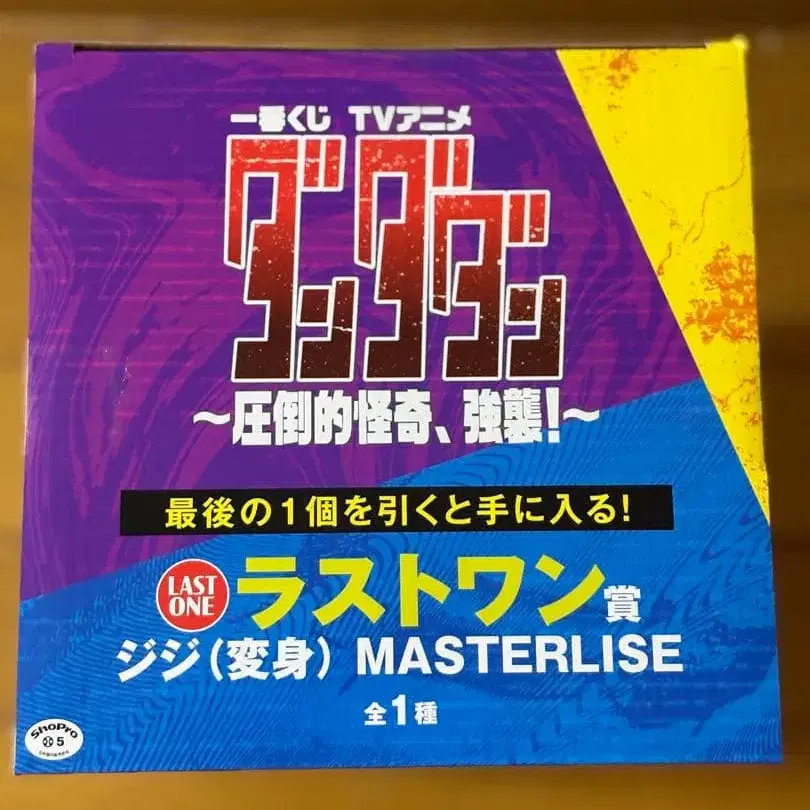 一番くじ TVアニメ
ダンダダン
〜圧倒的怪奇、強襲!〜
最後の1個を引くと手に入る!
LAST ONE ラストワン賞
ジジ(変身) MASTERLISE
全1種
ShoPro
5